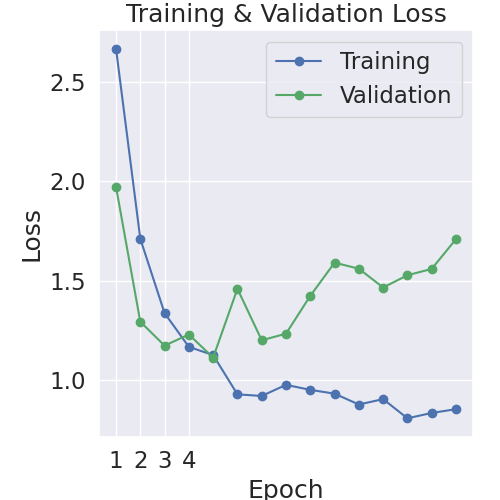 Training & Validation Loss
Training
Validation
2.5
2.0
1.5
1.0
Loss
1 2 3 4
Epoch